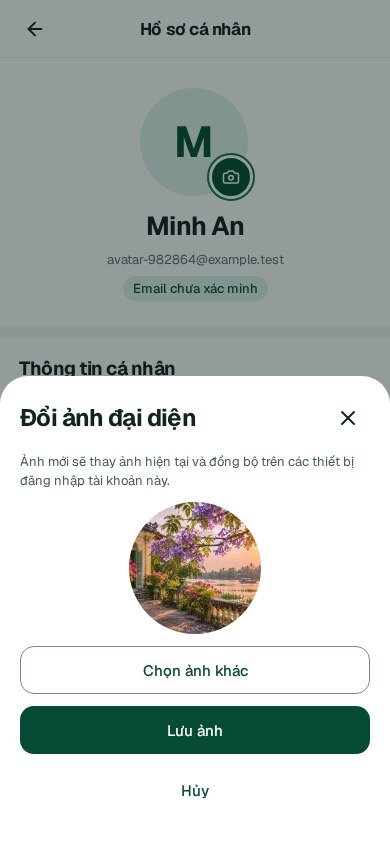 Hồ sơ cá nhân
M
Minh An
avatar-982864@example.test
Email chưa xác minh
Thông tin cá nhân
Đổi ảnh đại diện
Ảnh mới sẽ thay ảnh hiện tại và đồng bộ trên các thiết bị
đăng nhập tài khoản này.
Chọn ảnh khác
Lưu ảnh
Hủy